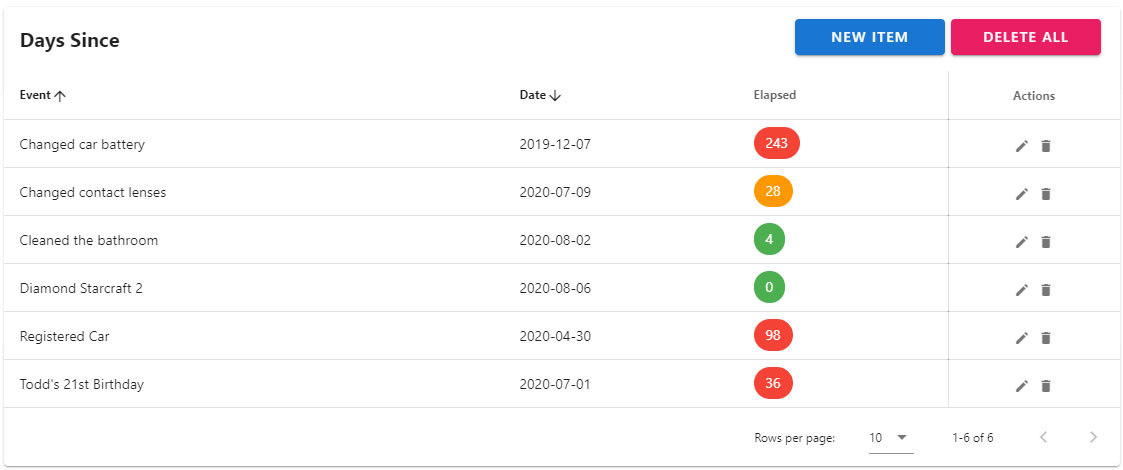 Days Since NEW ITEM DELETE ALL
Event Date Elapsed Actions
Changed car battery 2019-12-07 243
Changed contact lenses 2020-07-09 28
Cleaned the bathroom 2020-08-02 4
Diamond Starcraft 2 2020-08-06 0
Registered Car 2020-04-30 98
Todd's 21st Birthday 2020-07-01 36
Rows per page: 10 1-6 of 6